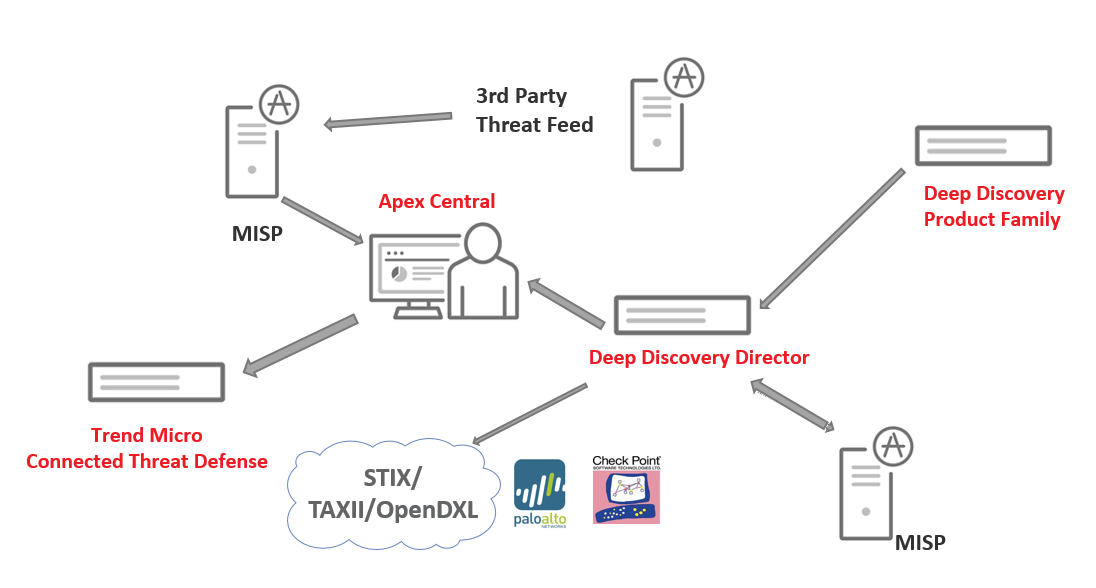 3rd Party
Threat Feed
Deep Discovery
Product Family
Apex Central
MISP
Deep Discovery Director
Trend Micro
Connected Threat Defense
STIX/
TAXII/OpenDXL
paloalto
NETWORKS
Check Point
SOFTWARE TECHNOLOGIES LTD.
MISP